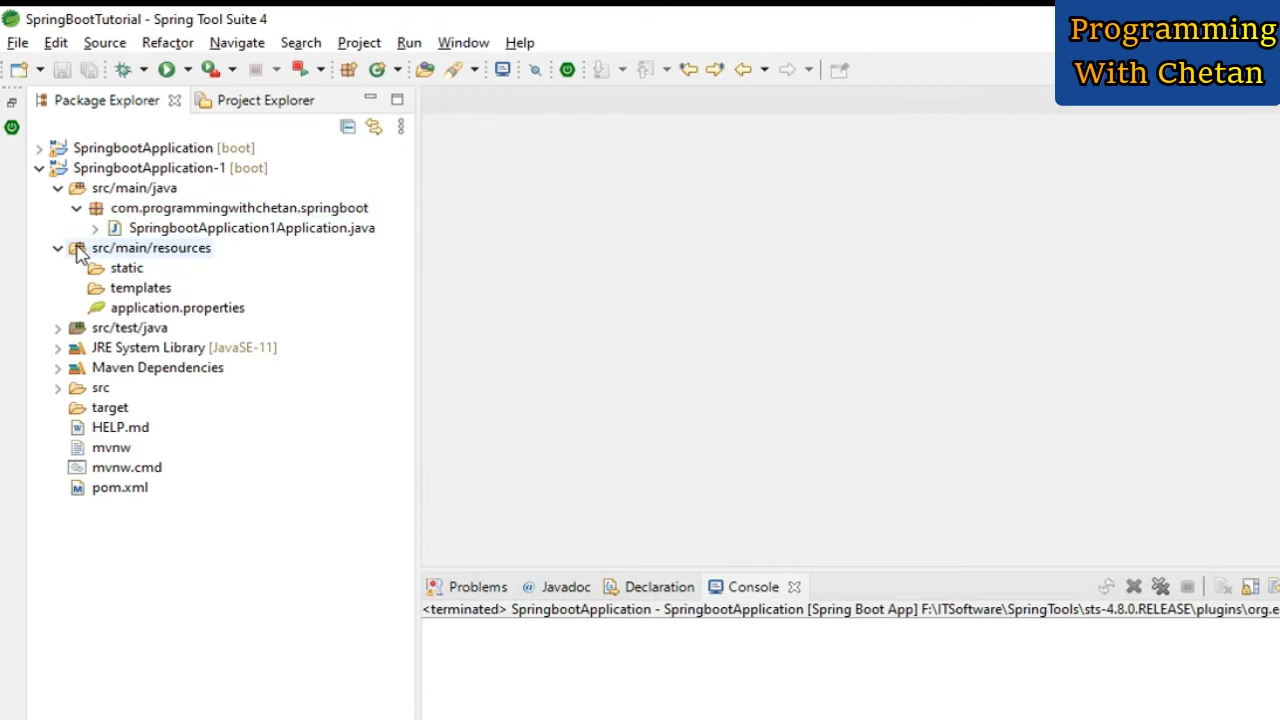 SpringBootTutorial - Spring Tool Suite 4
Programming
With Chetan
File Edit Source Refactor Navigate Search Project Run Window Help
Package Explorer Project Explorer
SpringbootApplication [boot]
SpringbootApplication-1 [boot]
src/main/java
com.programmingwithchetan.springboot
SpringbootApplication1Application.java
src/main/resources
static
templates
application.properties
src/test/java
JRE System Library [JavaSE-11]
Maven Dependencies
src
target
HELP.md
mvnw
mvnw.cmd
pom.xml
Problems Javadoc Declaration Console
<terminated> SpringbootApplication - SpringbootApplication [Spring Boot App] F:\ITSoftware\SpringTools\sts-4.8.0.RELEASE\plugins\org.e